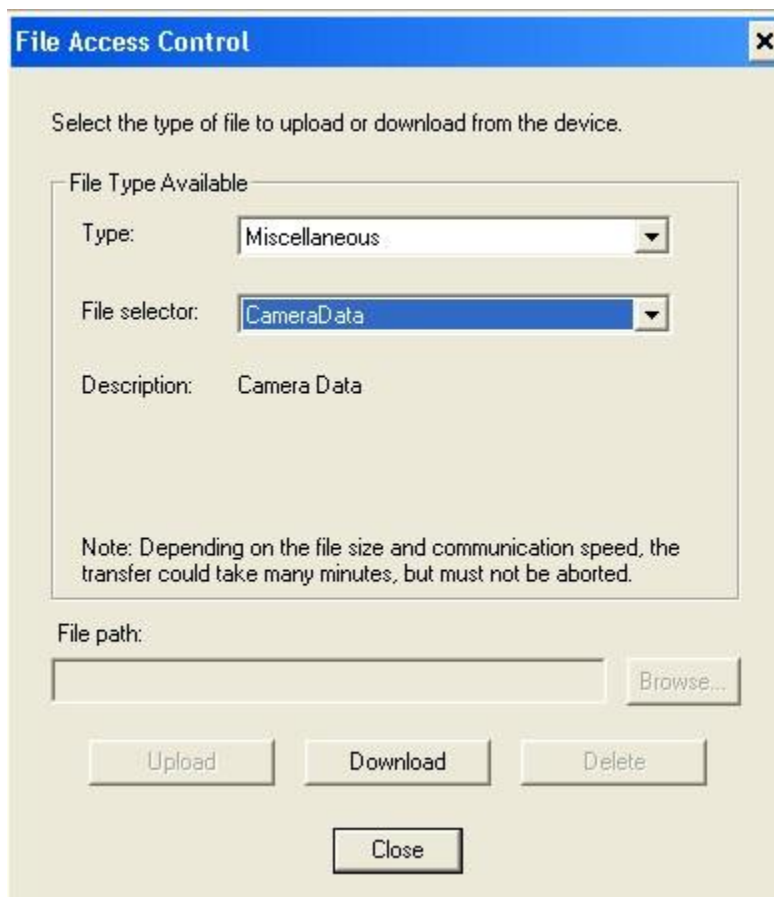 File Access Control
Select the type of file to upload or download from the device.
File Type Available
Type: Miscellaneous
File selector: CameraData
Description: Camera Data
Note: Depending on the file size and communication speed, the
transfer could take many minutes, but must not be aborted.
File path:
Browse...
Upload Download Delete
Close